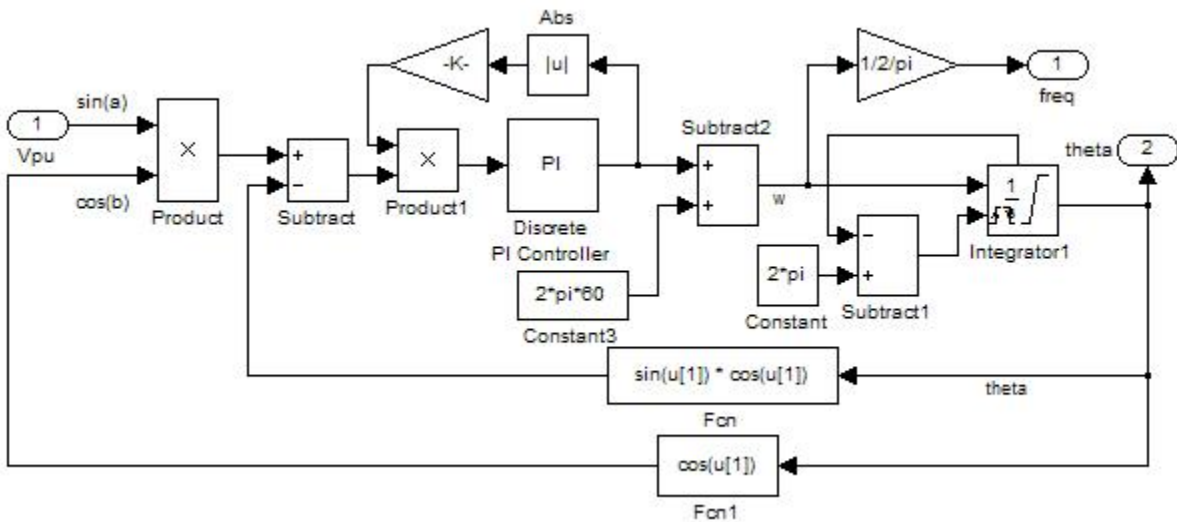 Abs
-K-
|u|
1/2/pi
1
freq
sin(a)
1
Vpu
cos(b)
×
Product
+
−
Subtract
×
Product1
PI
Discrete
PI Controller
Subtract2
+
+
w
2*pi*60
Constant3
2*pi
Constant
−
+
Subtract1
1
Integrator1
theta
2
sin(u[1]) * cos(u[1])
Fcn
theta
cos(u[1])
Fcn1